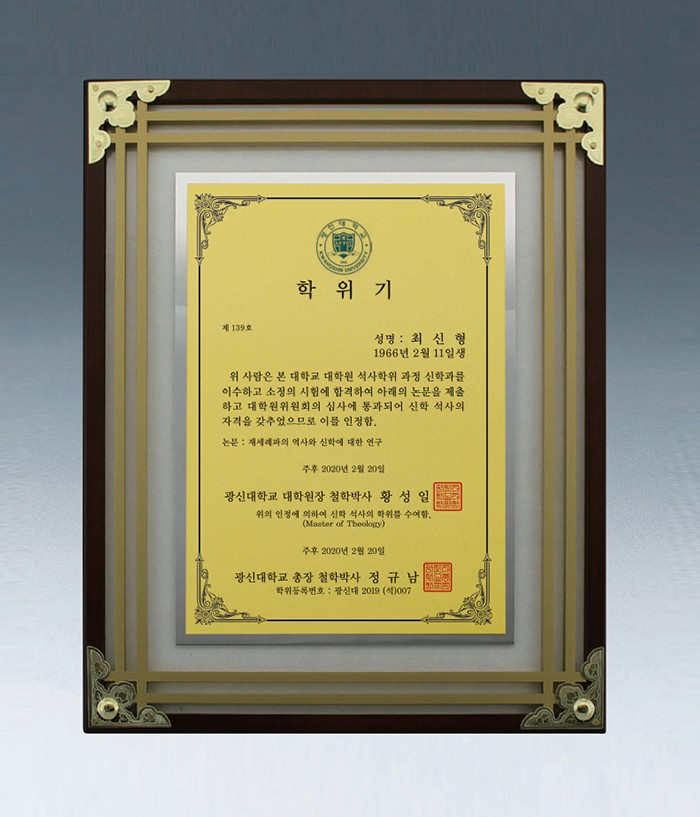 광신대학교
KWANGSHIN UNIVERSITY
학 위 기
제 139호
성명 : 최 신 형
1966년 2월 11일생
위 사람은 본 대학교 대학원 석사학위 과정 신학과를
이수하고 소정의 시험에 합격하여 아래의 논문을 제출
하고 대학원위원회의 심사에 통과되어 신학 석사의
자격을 갖추었으므로 이를 인정함.
논문 : 재세례파의 역사와 신학에 대한 연구
주후 2020년 2월 20일
광신대학교 대학원장 철학박사 황 성 일
위의 인정에 의하여 신학 석사의 학위를 수여함.
(Master of Theology)
주후 2020년 2월 20일
광신대학교 총장 철학박사 정 규 남
학위등록번호 : 광신대 2019 (석)007